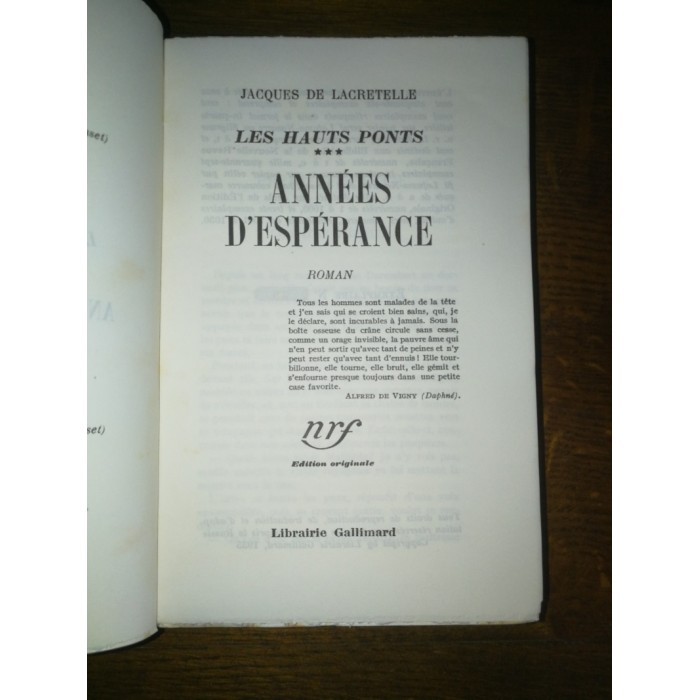 JACQUES DE LACRETELLE
LES HAUTS PONTS
***
ANNÉES
D'ESPÉRANCE
ROMAN
Tous les hommes sont malades de la tête
et j'en sais qui se croient bien sains, qui, je
le déclare, sont incurables à jamais. Sous la
boîte osseuse du crâne circule sans cesse,
comme un orage invisible, la pauvre âme qui
n'en peut sortir qu'avec tant de peines et n'y
peut rester qu'avec tant d'ennuis ! Elle tour-
billonne, elle tourne, elle bruit, elle gémit et
s'enfourne presque toujours dans une petite
case favorite.
ALFRED DE VIGNY (Daphné).
nrf
Edition originale
Librairie Gallimard
set)
AN
set)